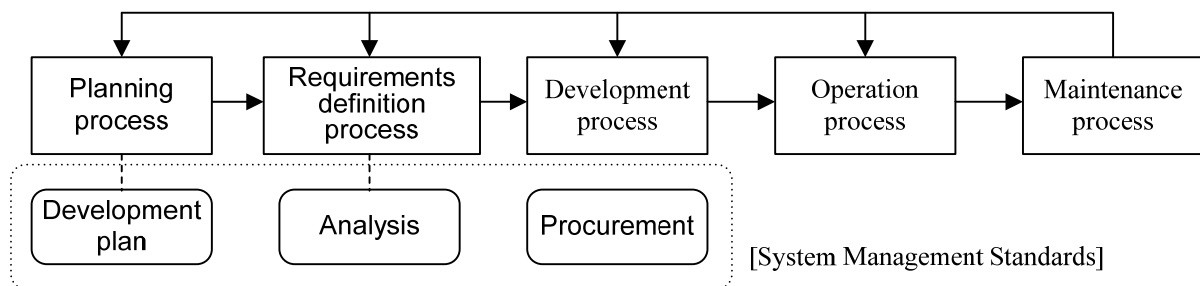 Planning
process
Requirements
definition
process
Development
process
Operation
process
Maintenance
process
Development
plan
Analysis
Procurement
[System Management Standards]